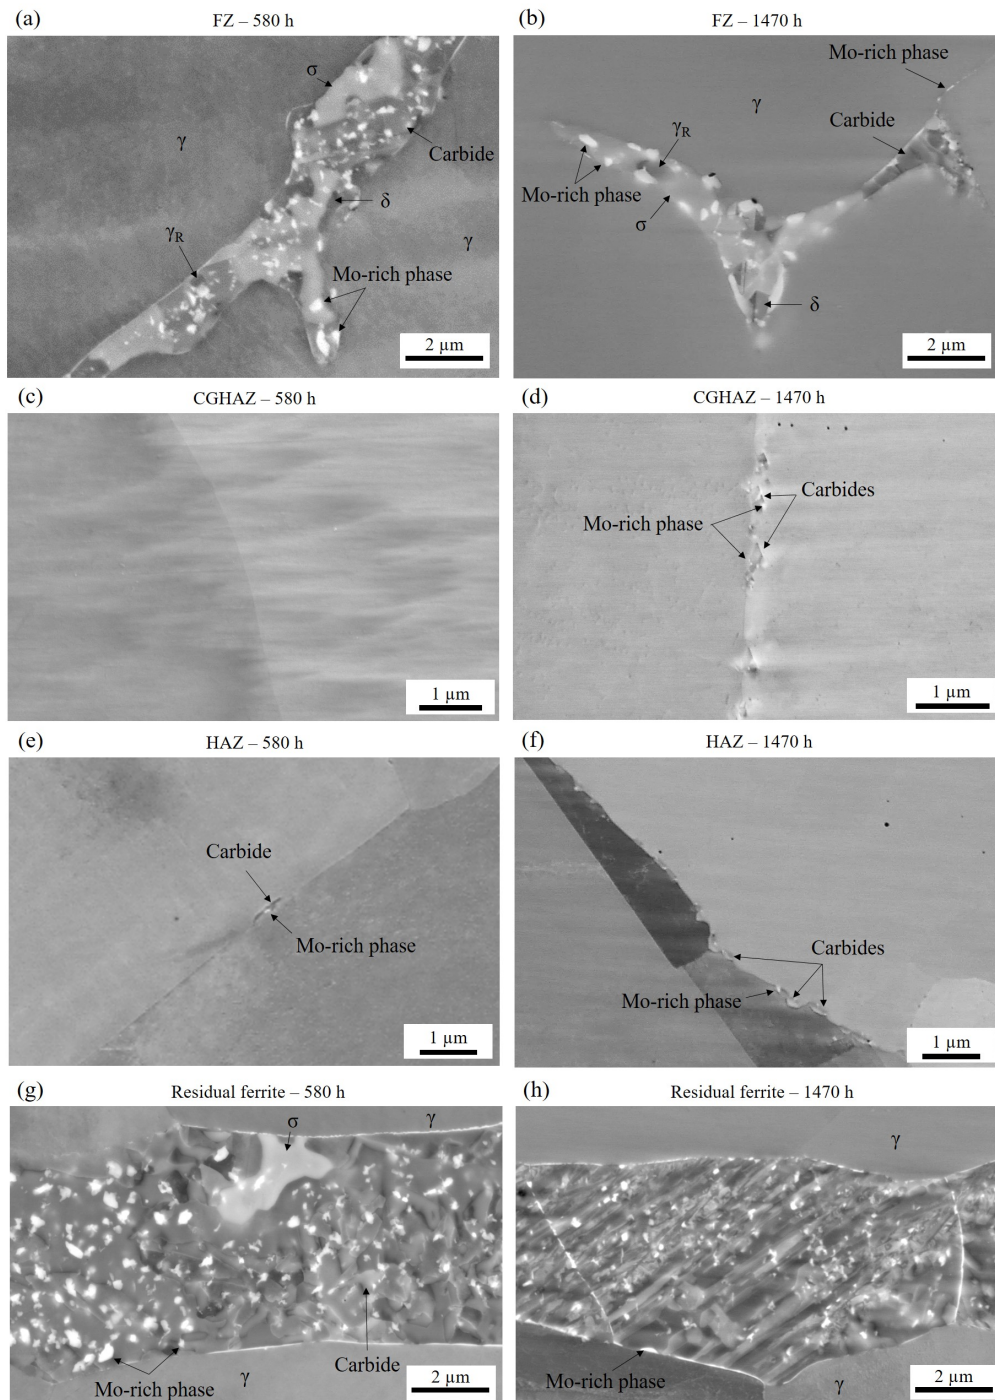 (a)
FZ – 580 h
σ
γ
Carbide
δ
γR
γ
Mo-rich phase
2 µm
(b)
FZ – 1470 h
Mo-rich phase
γ
γR
Carbide
Mo-rich phase
σ
δ
2 µm
(c)
CGHAZ – 580 h
1 µm
(d)
CGHAZ – 1470 h
Carbides
Mo-rich phase
1 µm
(e)
HAZ – 580 h
Carbide
Mo-rich phase
1 µm
(f)
HAZ – 1470 h
Carbides
Mo-rich phase
1 µm
(g)
Residual ferrite – 580 h
σ
γ
Carbide
Mo-rich phase
γ
2 µm
(h)
Residual ferrite – 1470 h
γ
Mo-rich phase
γ
2 µm